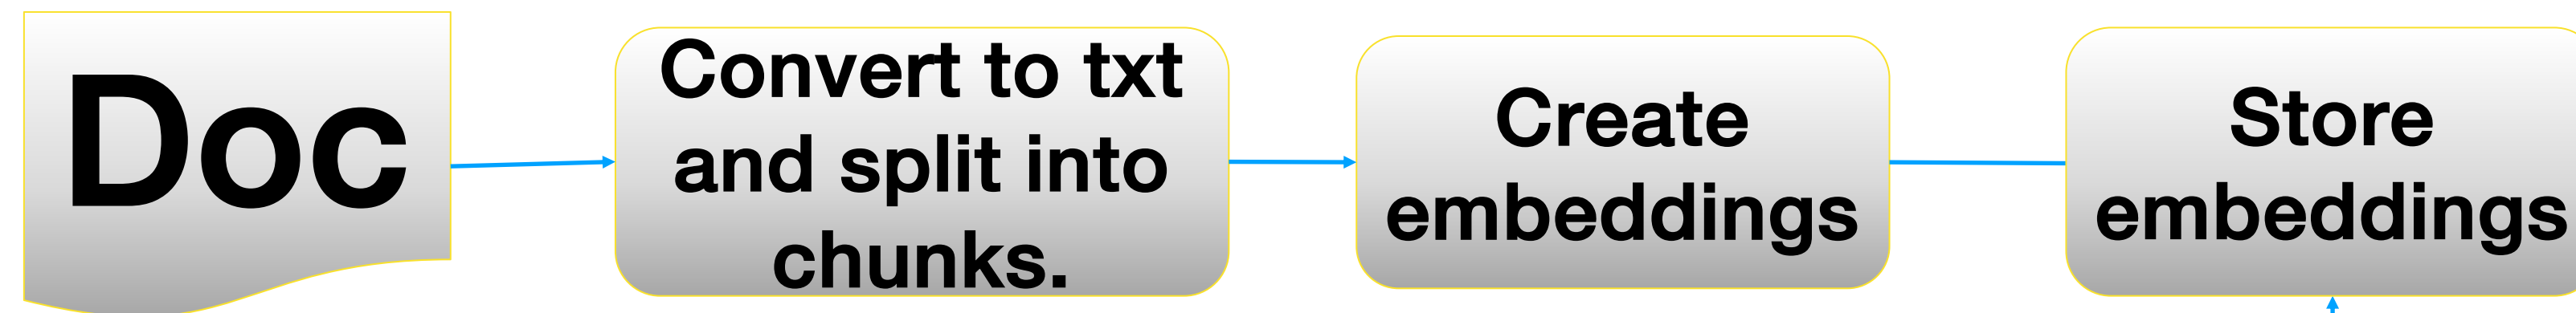 Doc
Convert to txt
and split into
chunks.
Create
embeddings
Store
embeddings